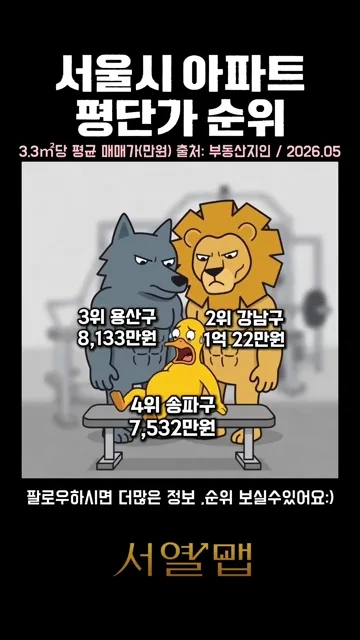 서울시 아파트
평단가 순위
3.3㎡당 평균 매매가(만원) 출처: 부동산지인 / 2026.05
3위 용산구
8,133만원
2위 강남구
1억 22만원
4위 송파구
7,532만원
팔로우하시면 더많은 정보 .순위 보실수있어요:)
서열맵